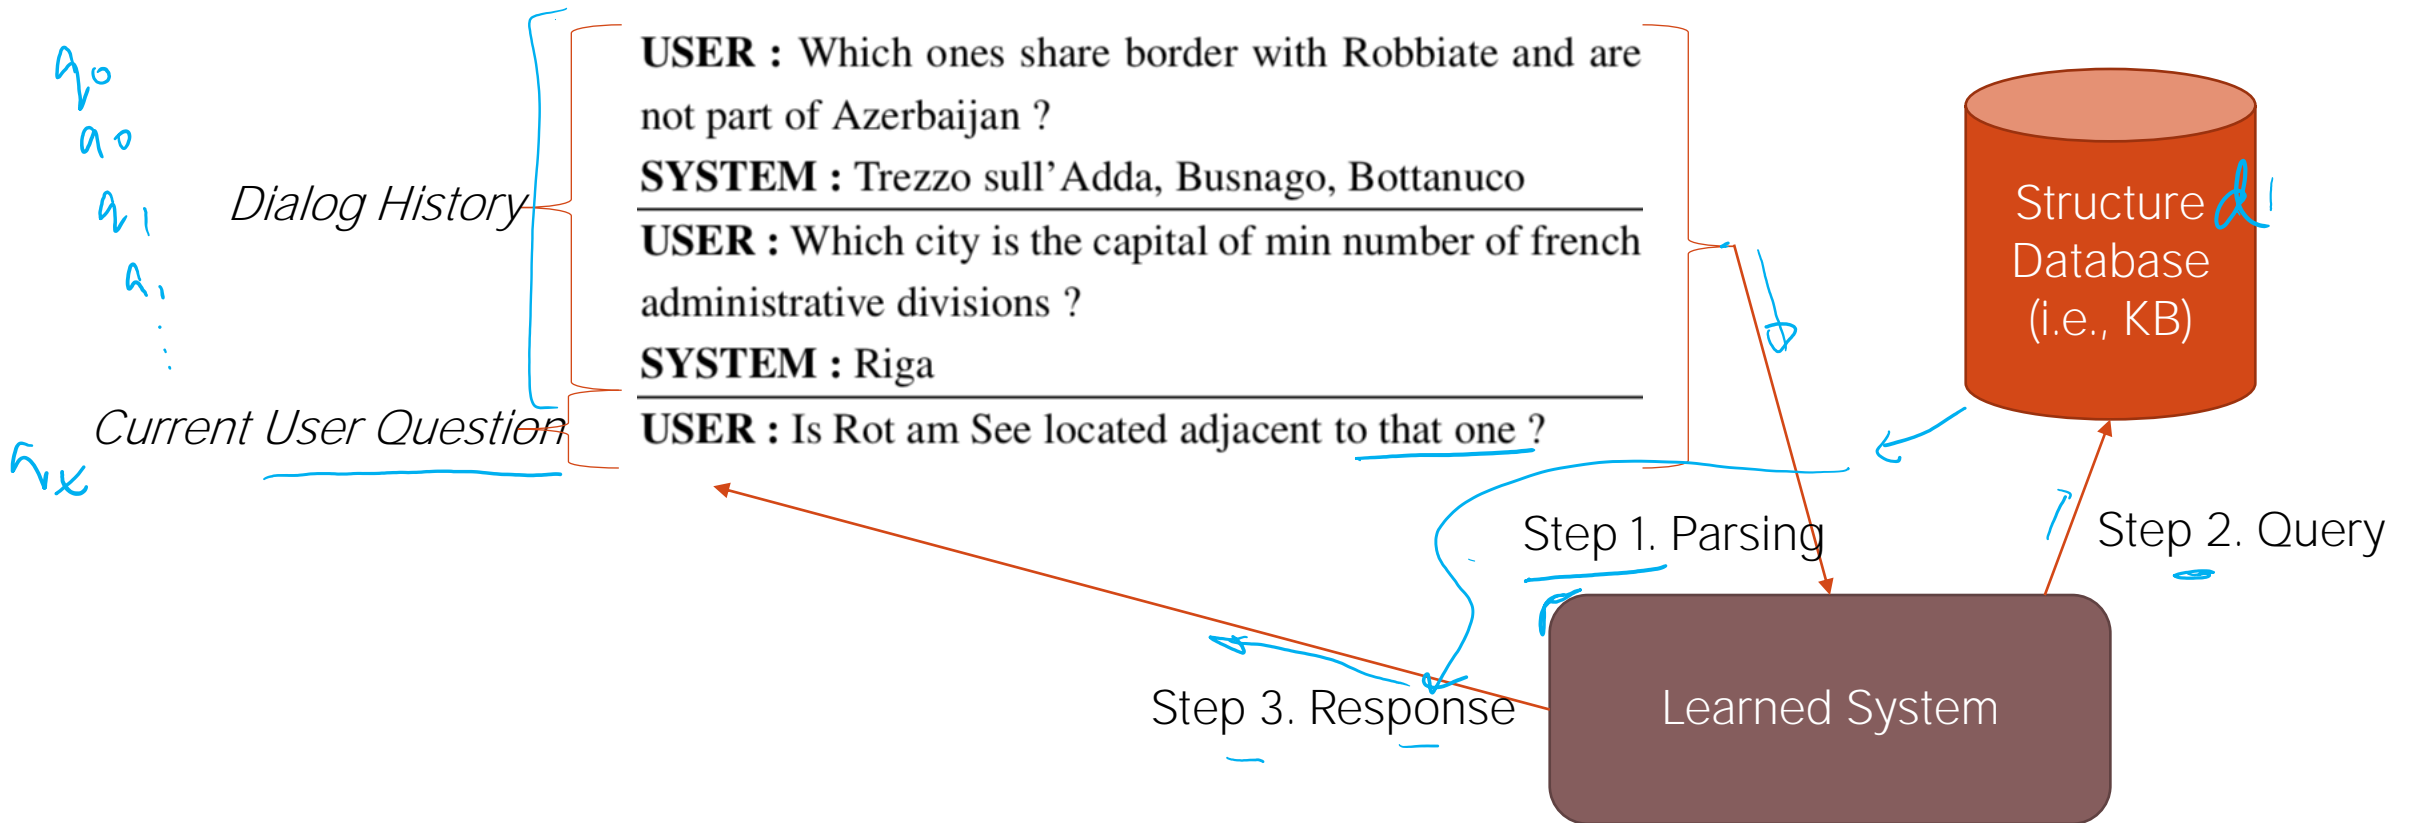 q0
a0
q1
a1
Dialog History
Current User Question
qx
USER : Which ones share border with Robbiate and are
not part of Azerbaijan ?
SYSTEM : Trezzo sull’Adda, Busnago, Bottanuco
USER : Which city is the capital of min number of french
administrative divisions ?
SYSTEM : Riga
USER : Is Rot am See located adjacent to that one ?
Structure d
Database
(i.e., KB)
Step 1. Parsing
Step 2. Query
Step 3. Response
Learned System